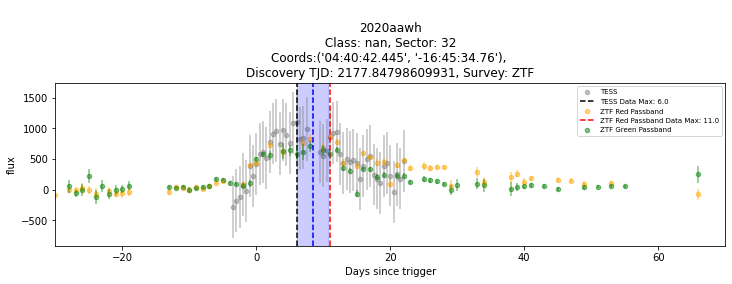 2020aawh
Class: nan, Sector: 32
Coords:('04:40:42.445', '-16:45:34.76'),
Discovery TJD: 2177.84798609931, Survey: ZTF
TESS
TESS Data Max: 6.0
ZTF Red Passband
ZTF Red Passband Data Max: 11.0
ZTF Green Passband
flux
1500
1000
500
0
−500
−20
0
20
40
60
Days since trigger